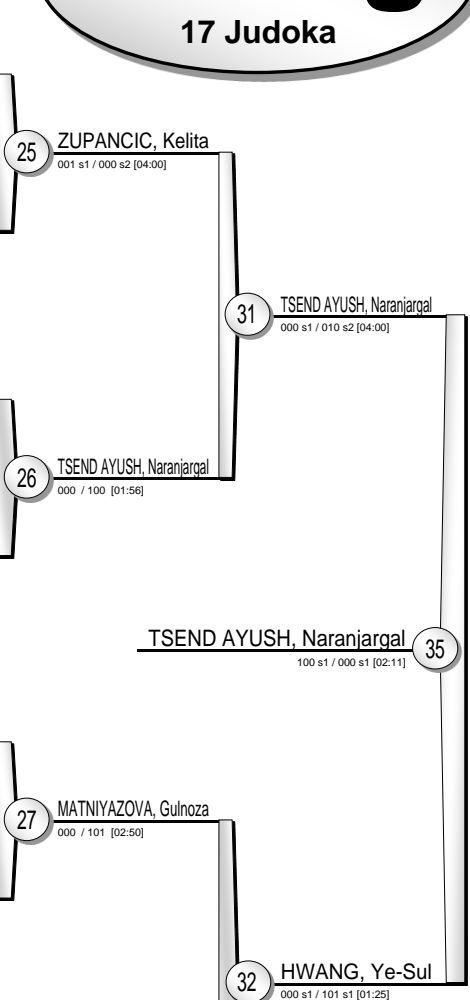 17 Judoka
25
ZUPANCIC, Kelita
001 s1 / 000 s2 [04:00]
31
TSEND AYUSH, Naranjargal
000 s1 / 010 s2 [04:00]
26
TSEND AYUSH, Naranjargal
000 / 100 [01:56]
TSEND AYUSH, Naranjargal
35
100 s1 / 000 s1 [02:11]
27
MATNIYAZOVA, Gulnoza
000 / 101 [02:50]
32
HWANG, Ye-Sul
000 s1 / 101 s1 [01:25]